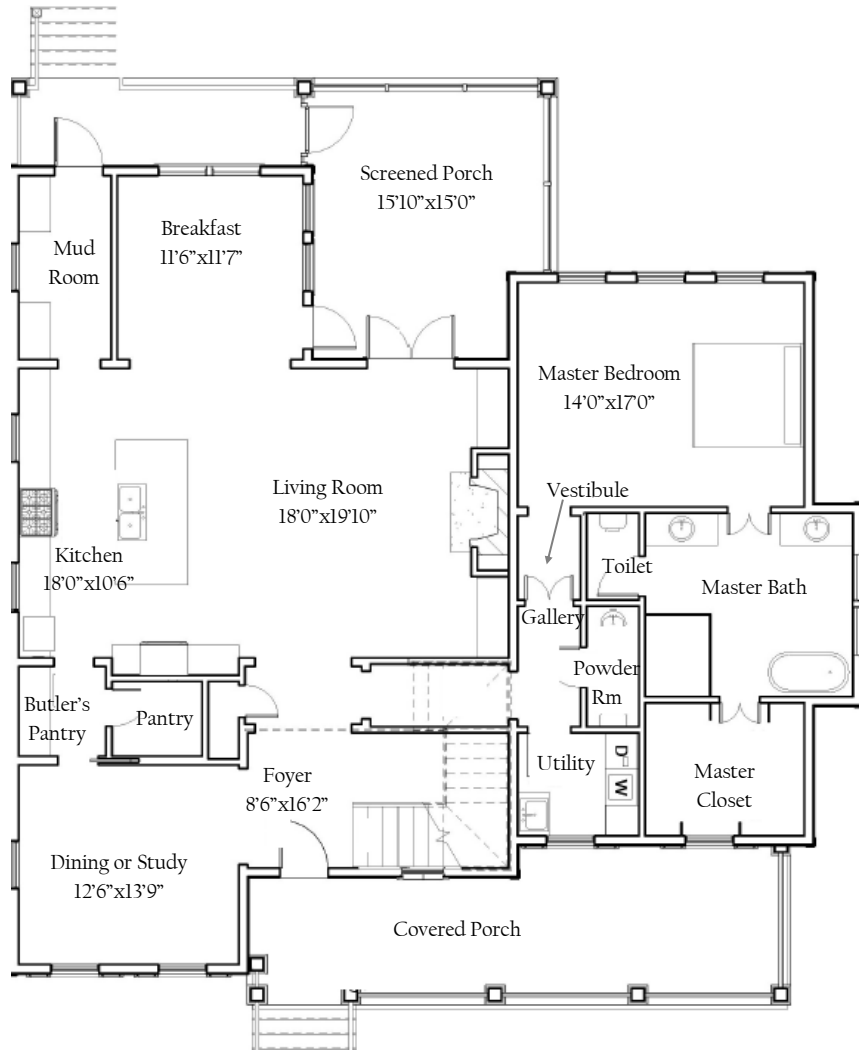 Screened Porch
15'10"x15'0"
Breakfast
11'6"x11'7"
Mud
Room
Master Bedroom
14'0"x17'0"
Living Room
18'0"x19'10"
Vestibule
Kitchen
18'0"x10'6"
Toilet
Master Bath
Gallery
Powder
Rm
Butler's
Pantry
Pantry
Foyer
8'6"x16'2"
Utility
D
W
Master
Closet
Dining or Study
12'6"x13'9"
Covered Porch